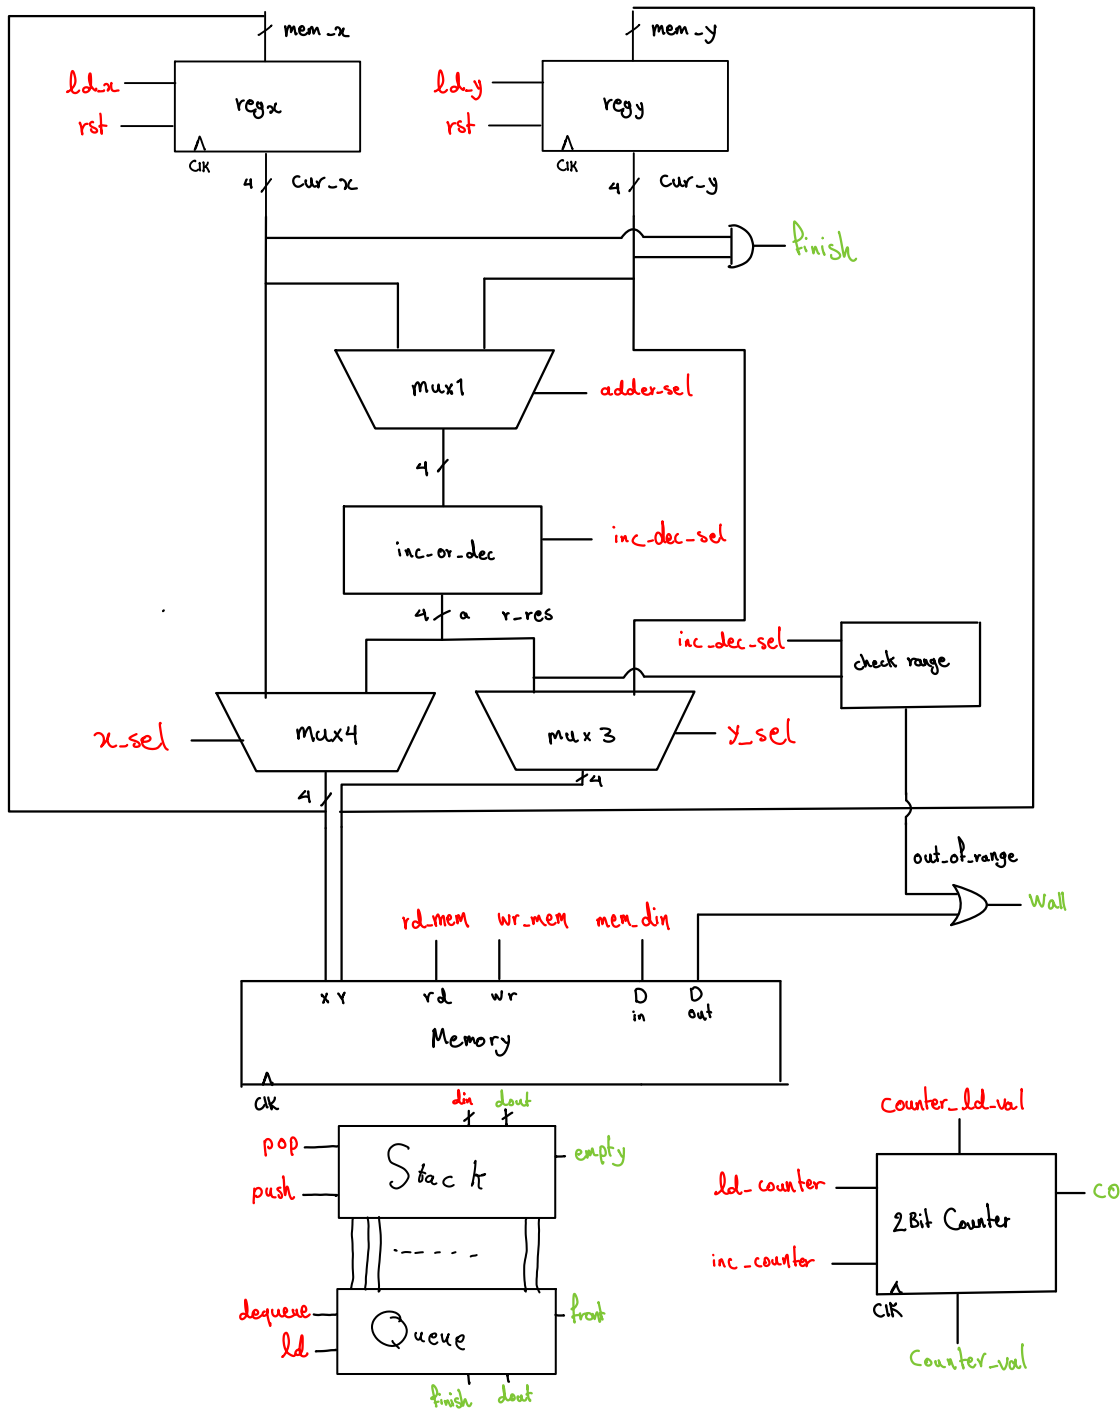 mem_x
mem_y
ld_x
regx
rst
clk
ld_y
regy
rst
clk
4
cur_x
4
cur_y
finish
mux1
adder_sel
4
inc_or_dec
inc_dec_sel
4
a
r_res
inc_dec_sel
check range
x_sel
mux4
mux 3
y_sel
4
4
out_of_range
wall
rd_mem
wr_mem
mem_din
x Y
rd
wr
D in
D out
Memory
clk
din
dout
pop
push
Stack
empty
dequeue
ld
Queue
front
finish
dout
Counter_ld_val
ld_counter
inc_counter
2Bit Counter
CO
clk
Counter_val